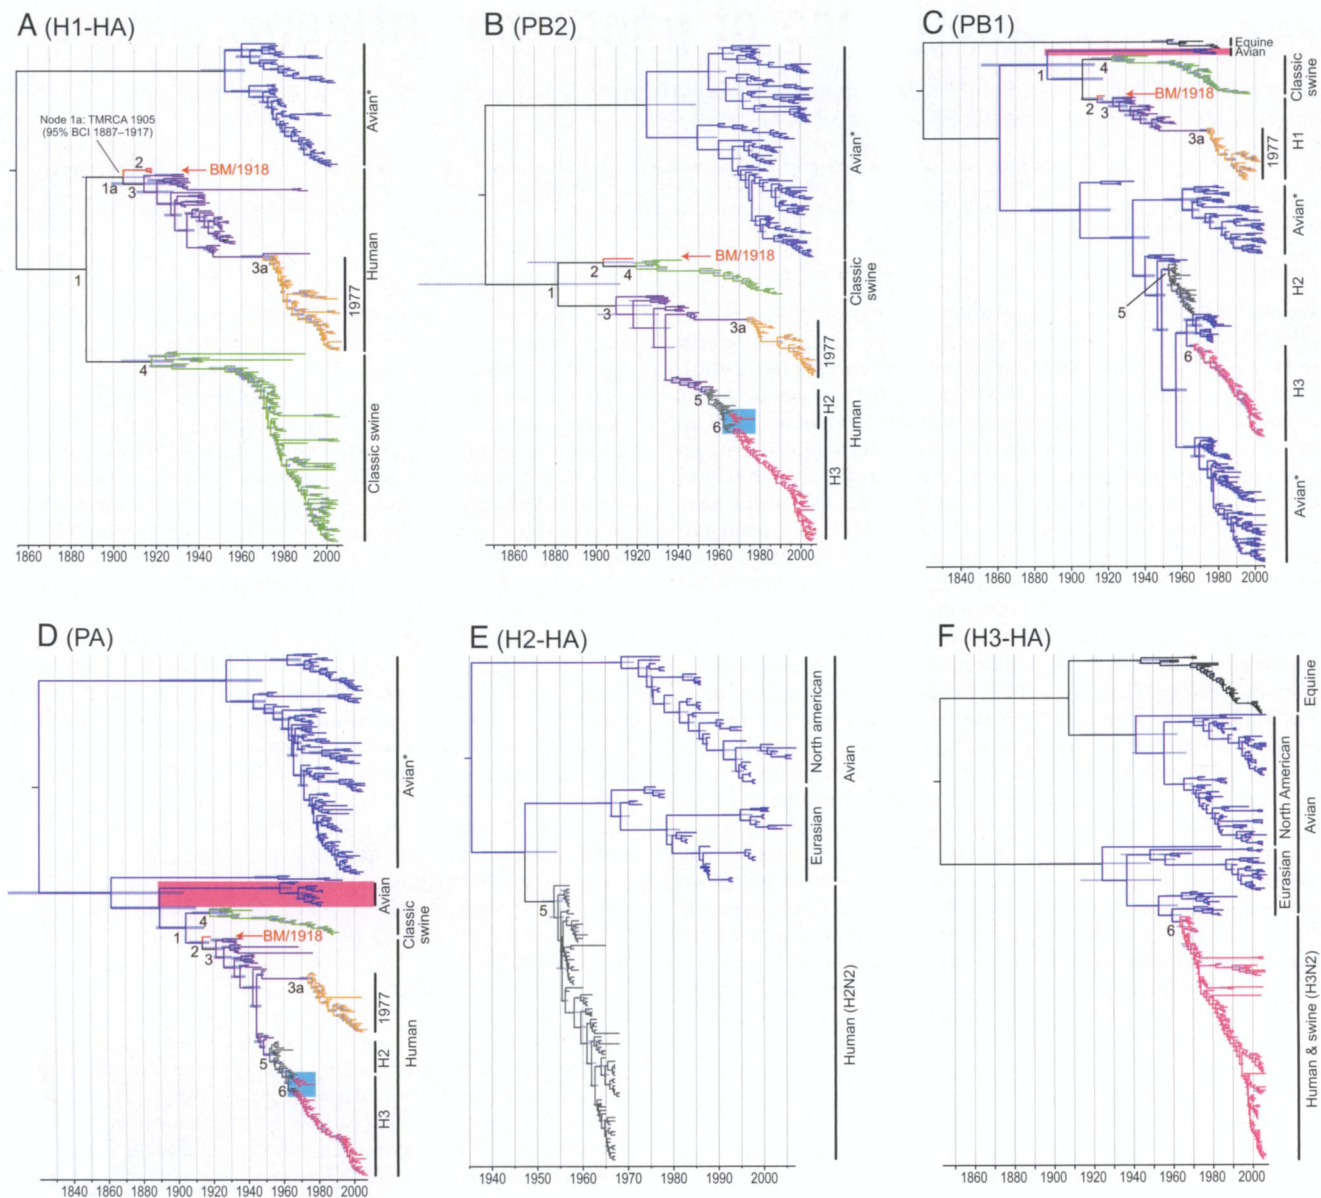 A (H1-HA)
Node 1a: TMRCA 1905
(95% BCI 1887–1917)
2
BM/1918
1a
3
3a
1
4
Avian*
Human
1977
Classic swine
1860 1880 1900 1920 1940 1960 1980 2000
B (PB2)
BM/1918
2
4
1
3
3a
5
6
Avian*
Classic
swine
1977
H2
H3
Human
1860 1880 1900 1920 1940 1960 1980 2000
C (PB1)
Equine
Avian
1
4
BM/1918
2
3
3a
5
6
Classic
swine
H1
1977
Avian*
H2
H3
Avian*
1840 1860 1880 1900 1920 1940 1960 1980 2000
D (PA)
4
1
BM/1918
2
3
3a
5
6
Avian*
Avian
Classic
swine
1977
H2
H3
Human
1840 1860 1880 1900 1920 1940 1960 1980 2000
E (H2-HA)
5
North american
Eurasian
Avian
Human (H2N2)
1940 1950 1960 1970 1980 1990 2000
F (H3-HA)
6
Equine
North American
Eurasian
Avian
Human & swine (H3N2)
1860 1880 1900 1920 1940 1960 1980 2000